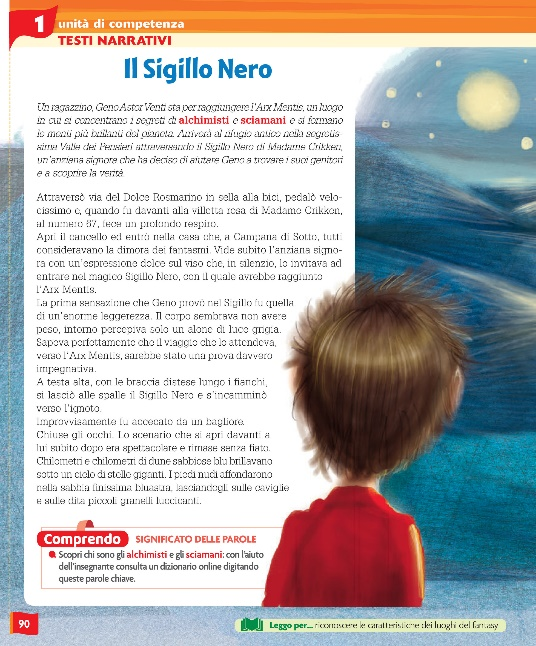 1 unità di competenza
TESTI NARRATIVI
Il Sigillo Nero
Un ragazzino, Geno Astor Venti sta per raggiungere l'Arx Mentis, un luogo
in cui si concentrano i segreti di alchimisti e sciamani e si formano
le menti più brillanti del pianeta. Arriverà al rifugio antico nella segretis-
sima Valle dei Pensieri attraversando il Sigillo Nero di Madame Crikken,
un'anziana signora che ha deciso di aiutare Geno a trovare i suoi genitori
e a scoprire la verità.
Attraversò via del Dolce Rosmarino in sella alla bici, pedalò velo-
cissimo e, quando fu davanti alla villetta rosa di Madame Crikken,
al numero 67, fece un profondo respiro.
Aprì il cancello ed entrò nella casa che, a Campana di Sotto, tutti
consideravano la dimora dei fantasmi. Vide subito l'anziana signo-
ra con un'espressione dolce sul viso che, in silenzio, lo invitava ad
entrare nel magico Sigillo Nero, con il quale avrebbe raggiunto
l'Arx Mentis.
La prima sensazione che Geno provò nel Sigillo fu quella
di un'enorme leggerezza. Il corpo sembrava non avere
peso, intorno percepiva solo un alone di luce grigia.
Sapeva perfettamente che il viaggio che lo attendeva,
verso l'Arx Mentis, sarebbe stato una prova davvero
impegnativa.
A testa alta, con le braccia distese lungo i fianchi,
si lasciò alle spalle il Sigillo Nero e s'incamminò
verso l'ignoto.
Improvvisamente fu accecato da un bagliore.
Chiuse gli occhi. Lo scenario che si aprì davanti a
lui subito dopo era spettacolare e rimase senza fiato.
Chilometri e chilometri di dune sabbiose blu brillavano
sotto un cielo di stelle giganti. I piedi nudi affondarono
nella sabbia finissima bluastra, lasciandogli sulle caviglie
e sulle dita piccoli granelli luccicanti.
Comprendo SIGNIFICATO DELLE PAROLE
Scopri chi sono gli alchimisti e gli sciamani: con l'aiuto
dell'insegnante consulta un dizionario online digitando
queste parole chiave.
90
Leggo per... riconoscere le caratteristiche dei luoghi del fantasy